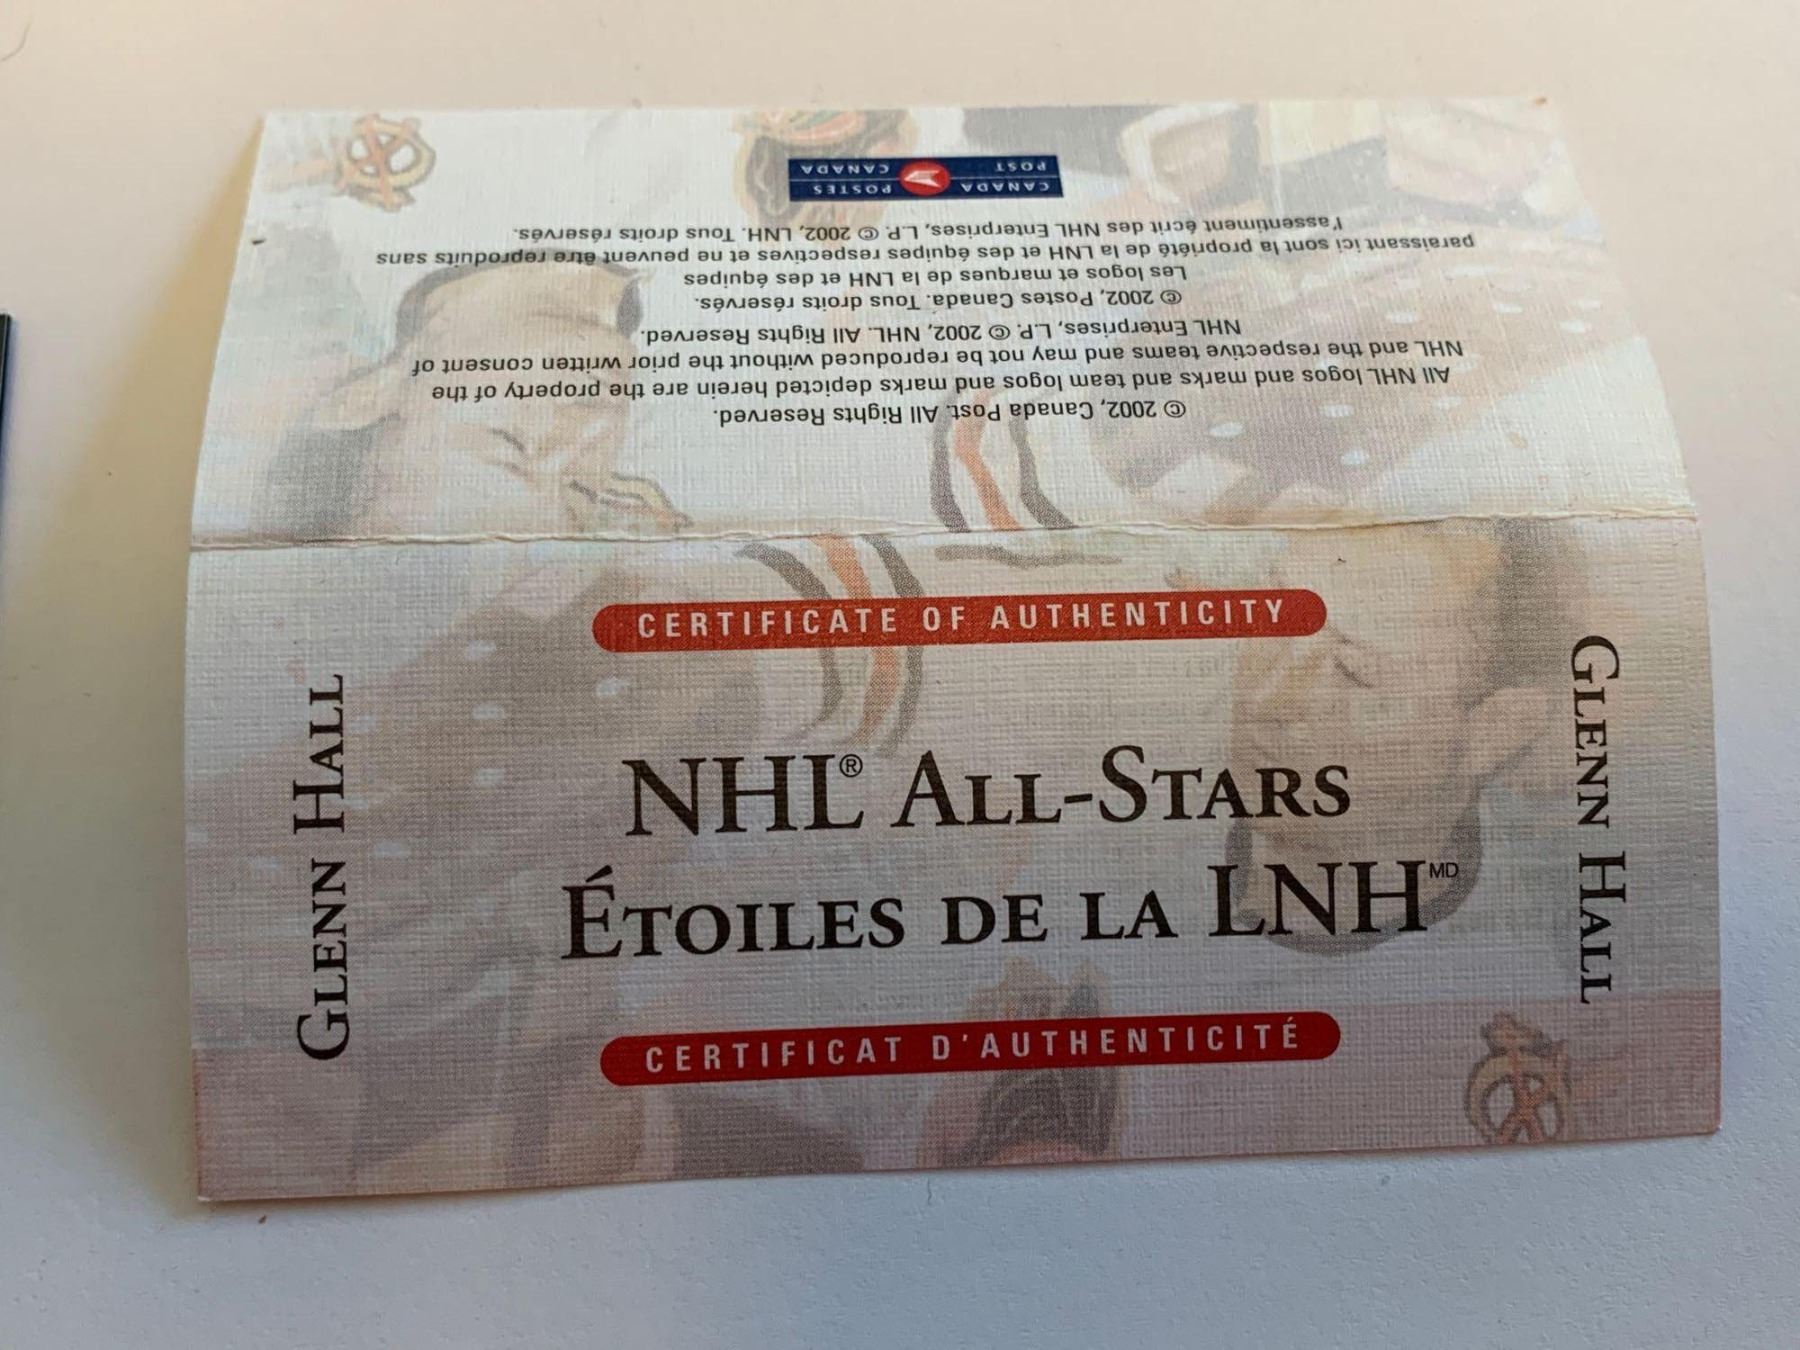 CERTIFICATE OF AUTHENTICITY
NHL® ALL-STARS
ÉTOILES DE LA LNH MD
CERTIFICAT D'AUTHENTICITÉ
GLENN HALL
GLENN HALL
© 2002, Canada Post. All Rights Reserved.
All NHL logos and marks and team logos and marks depicted herein are the property of the
NHL and the respective teams and may not be reproduced without the prior written consent of
NHL Enterprises, L.P. © 2002, NHL. All Rights Reserved.
© 2002, Postes Canada. Tous droits réservés.
Les logos et marques de la LNH et des équipes
paraissant ici sont la propriété de la LNH et des équipes respectives et ne peuvent être reproduits sans
l'assentiment écrit des NHL Enterprises, L.P. © 2002, LNH. Tous droits réservés.
CANADA POSTES
POST CANADA